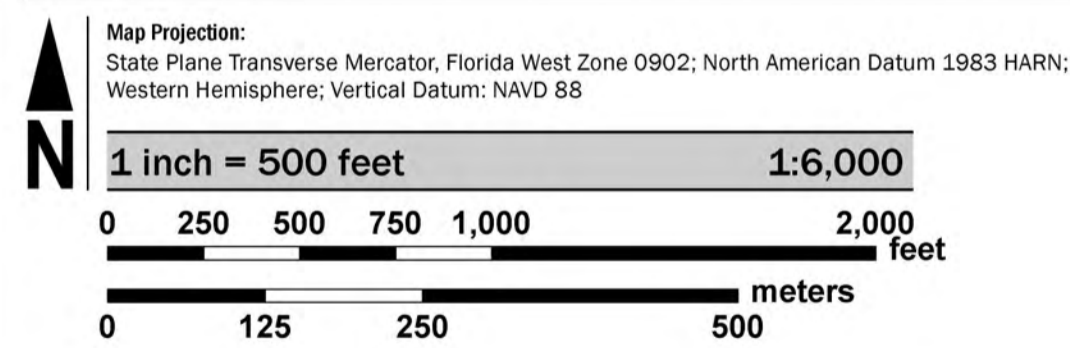 Map Projection:
State Plane Transverse Mercator, Florida West Zone 0902; North American Datum 1983 HARN;
Western Hemisphere; Vertical Datum: NAVD 88
N
1 inch = 500 feet 1:6,000
0 250 500 750 1,000 2,000
feet
meters
0 125 250 500